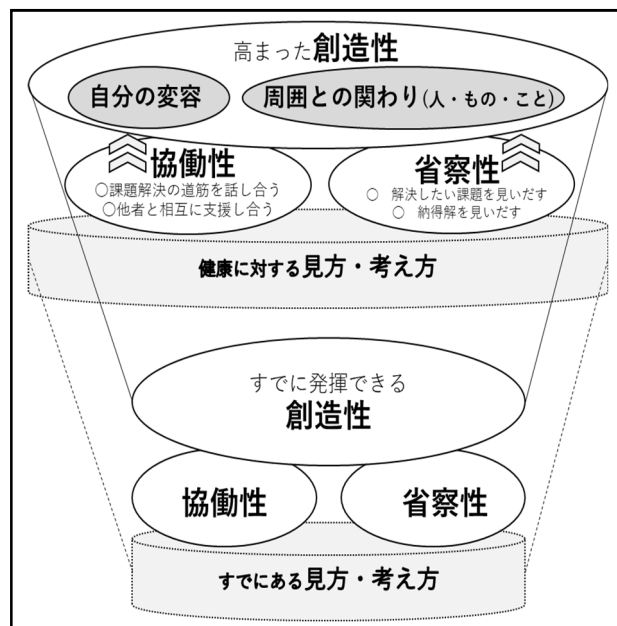 高まった創造性
自分の変容
周囲との関わり(人・もの・こと)
協働性
○課題解決の道筋を話し合う
○他者と相互に支援し合う
省察性
○ 解決したい課題を見いだす
○ 納得解を見いだす
健康に対する見方・考え方
すでに発揮できる
創造性
協働性
省察性
すでにある見方・考え方